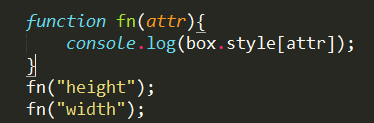 function fn(attr){
    console.log(box.style[attr]);
}
fn("height");
fn("width");